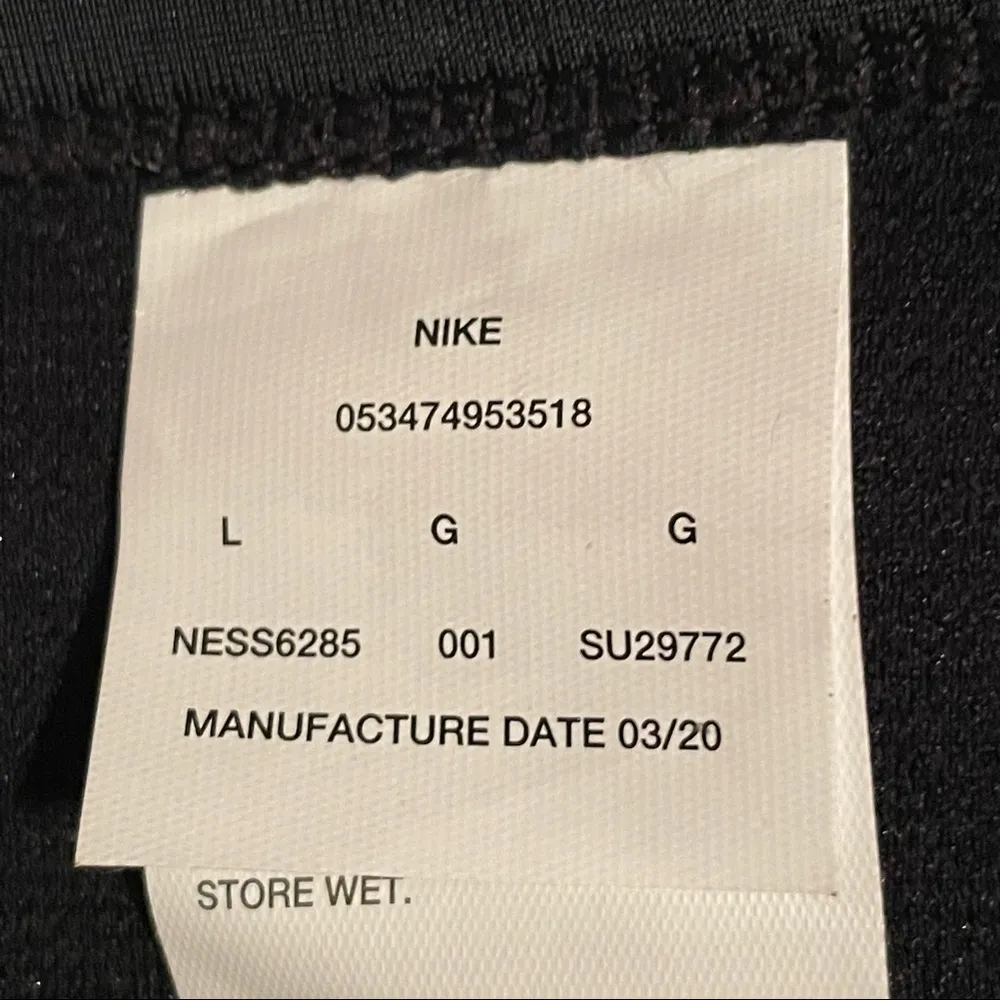 NIKE
053474953518
L G G
NESS6285 001 SU29772
MANUFACTURE DATE 03/20
STORE WET.